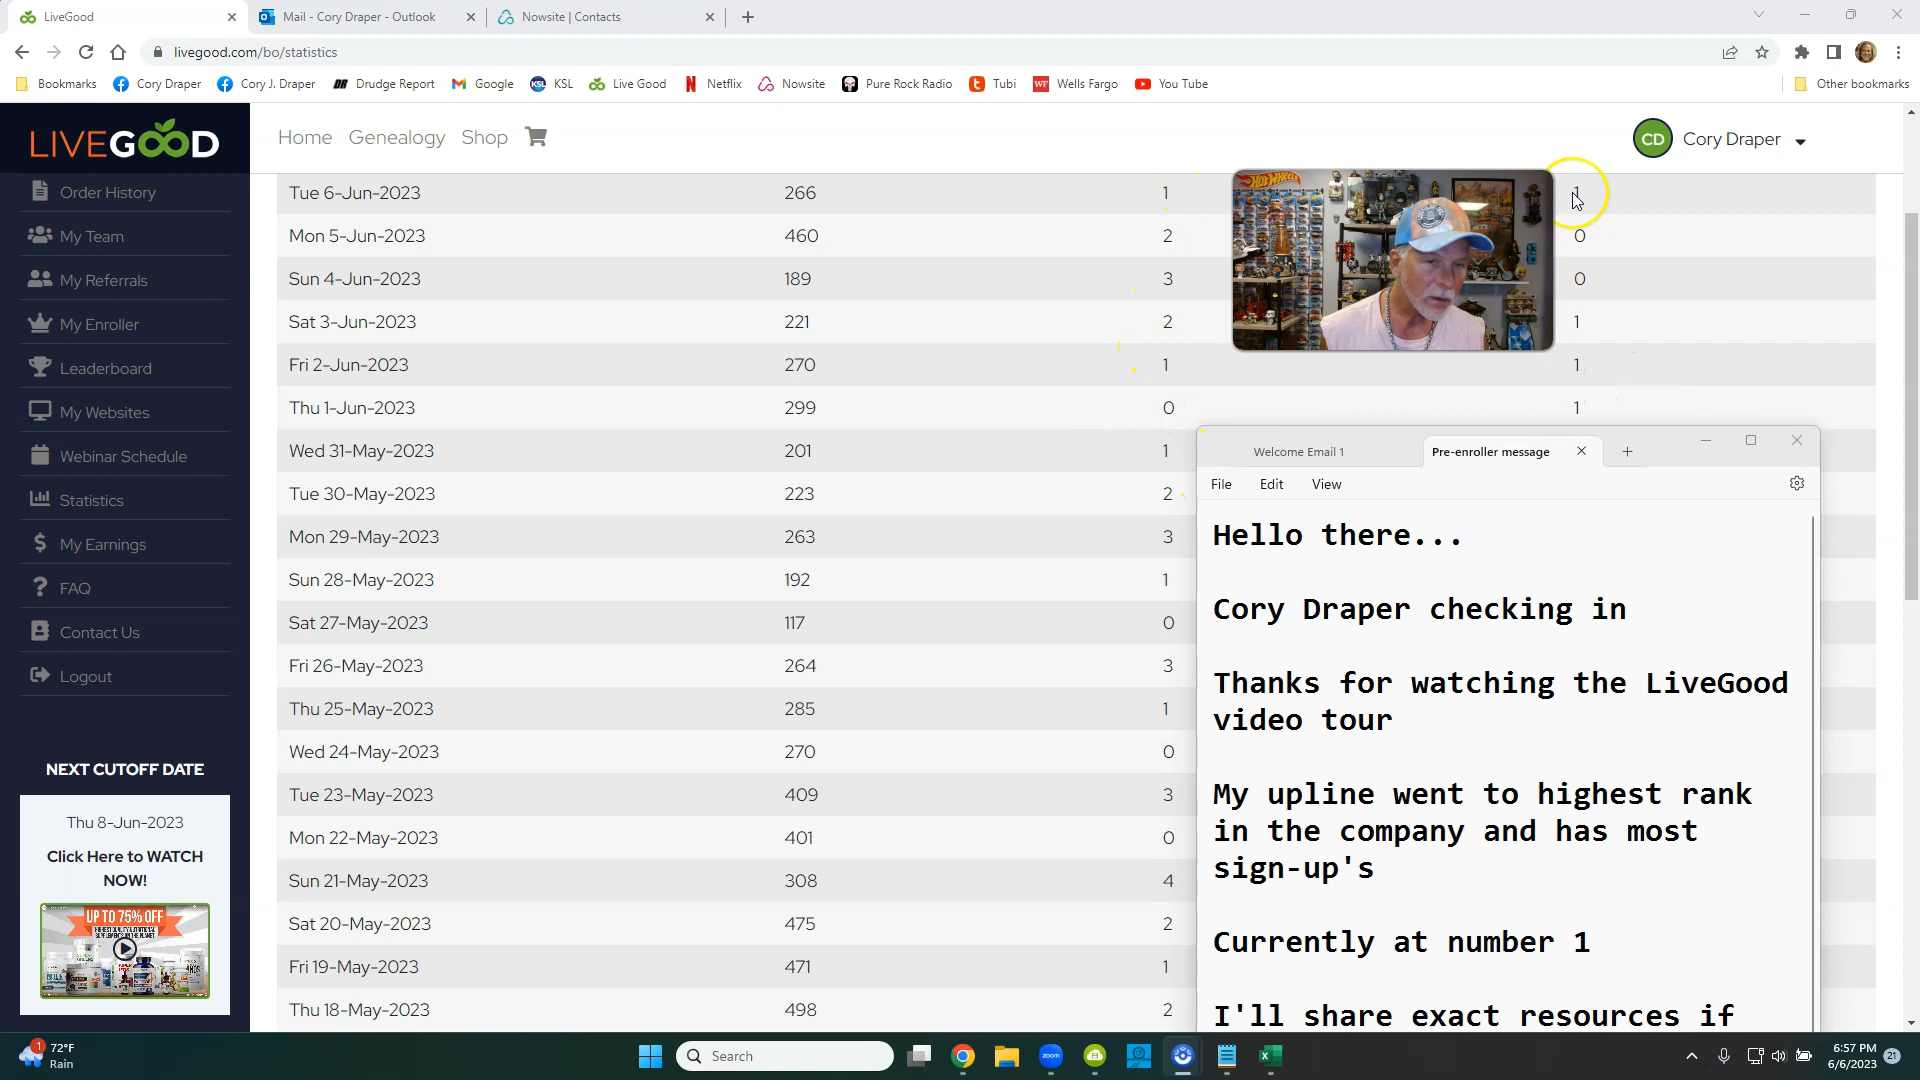 LiveGood
Mail - Cory Draper - Outlook
Nowsite | Contacts
livegood.com/bo/statistics
Bookmarks
Cory Draper
Cory J. Draper
DR Drudge Report
Google
KSL KSL
Live Good
Netflix
Nowsite
Pure Rock Radio
Tubi
WF Wells Fargo
You Tube
Other bookmarks
LIVEGOOD
Home Genealogy Shop
CD Cory Draper
Order History
My Team
My Referrals
My Enroller
Leaderboard
My Websites
Webinar Schedule
Statistics
My Earnings
FAQ
Contact Us
Logout
NEXT CUTOFF DATE
Thu 8-Jun-2023
Click Here to WATCH
NOW!
UP TO 75% OFF
Tue 6-Jun-2023 266 1 1
Mon 5-Jun-2023 460 2 0
Sun 4-Jun-2023 189 3 0
Sat 3-Jun-2023 221 2 1
Fri 2-Jun-2023 270 1 1
Thu 1-Jun-2023 299 0 1
Wed 31-May-2023 201 1
Tue 30-May-2023 223 2
Mon 29-May-2023 263 3
Sun 28-May-2023 192 1
Sat 27-May-2023 117 0
Fri 26-May-2023 264 3
Thu 25-May-2023 285 1
Wed 24-May-2023 270 0
Tue 23-May-2023 409 3
Mon 22-May-2023 401 0
Sun 21-May-2023 308 4
Sat 20-May-2023 475 2
Fri 19-May-2023 471 1
Thu 18-May-2023 498 2
HOT WHEELS
Welcome Email 1
Pre-enroller message
File Edit View
Hello there...
Cory Draper checking in
Thanks for watching the LiveGood
video tour
My upline went to highest rank
in the company and has most
sign-up's
Currently at number 1
I'll share exact resources if
1
72°F
Rain
Search
zoom
6:57 PM
6/6/2023
21